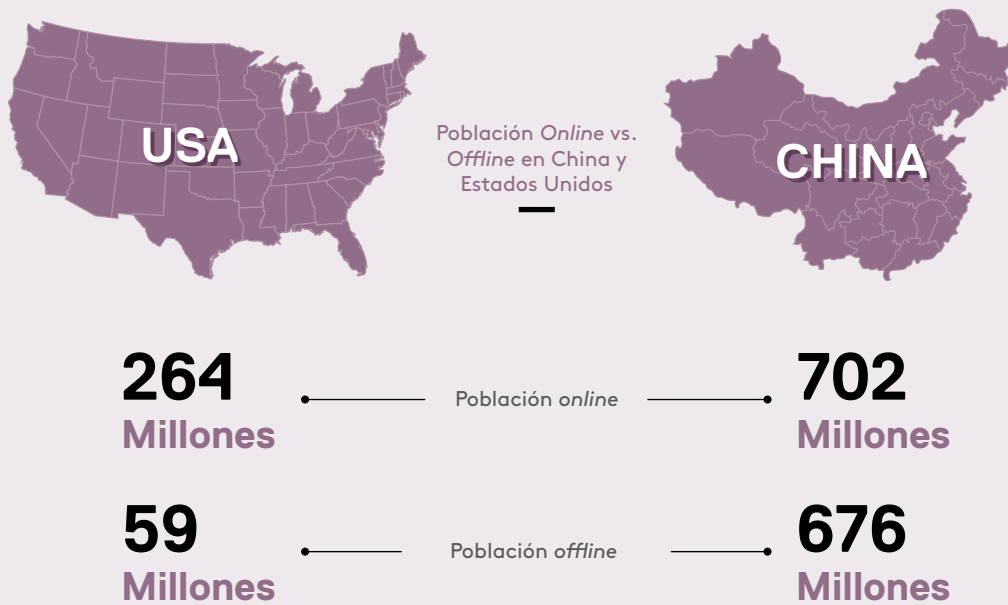 USA
Población Online vs.
Offline en China y
Estados Unidos
CHINA
264
Millones
Población online
702
Millones
59
Millones
Población offline
676
Millones